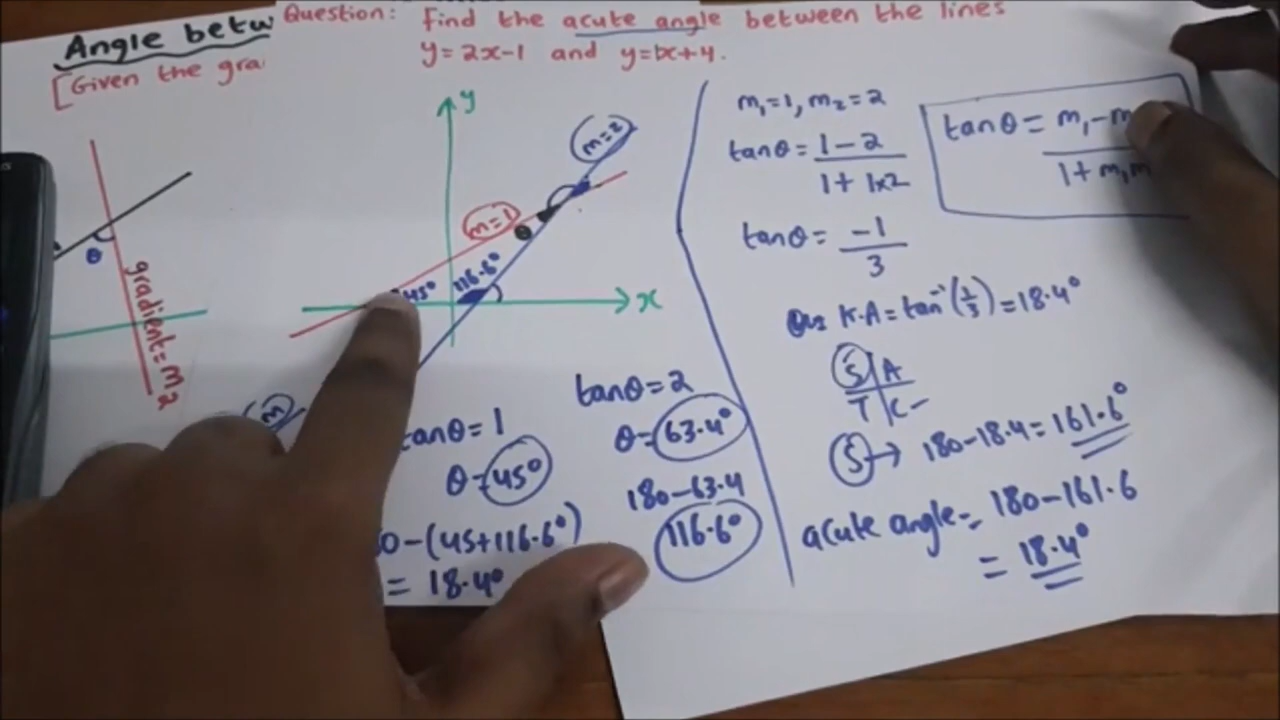 Angle betw
[Given the gra
Question: Find the acute angle between the lines
y=2x-1 and y=1x+4.
θ
gradient=m₂
y
m=2
m=1
45°
116.6°
x
(m)
tanθ=1
θ=45°
0-(45+116.6°)
= 18.4°
tanθ=2
θ=63.4°
180-63.4
116.6°
m₁=1, m₂=2
tanθ= 1-2
1+1x2
tanθ= -1
3
K.A=tan⁻¹(1/3)=18.4°
S A
T C
S→ 180-18.4=161.6°
acute angle= 180-161.6
= 18.4°
tanθ= m₁-m
1+m₁m